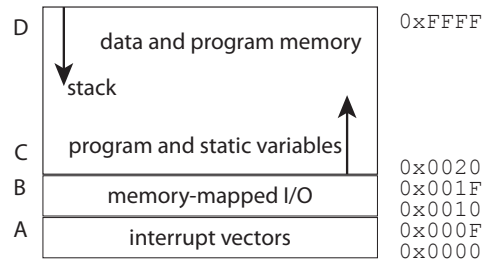 D
data and program memory
0xFFFF
stack
C
program and static variables
0x0020
B
memory-mapped I/O
0x001F
0x0010
A
interrupt vectors
0x000F
0x0000